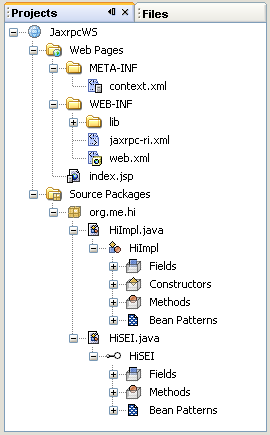 Projects
Files
JaxrpcWS
Web Pages
META-INF
context.xml
WEB-INF
lib
jaxrpc-ri.xml
web.xml
index.jsp
Source Packages
org.me.hi
HiImpl.java
HiImpl
Fields
Constructors
Methods
Bean Patterns
HiSEI.java
HiSEI
Fields
Methods
Bean Patterns